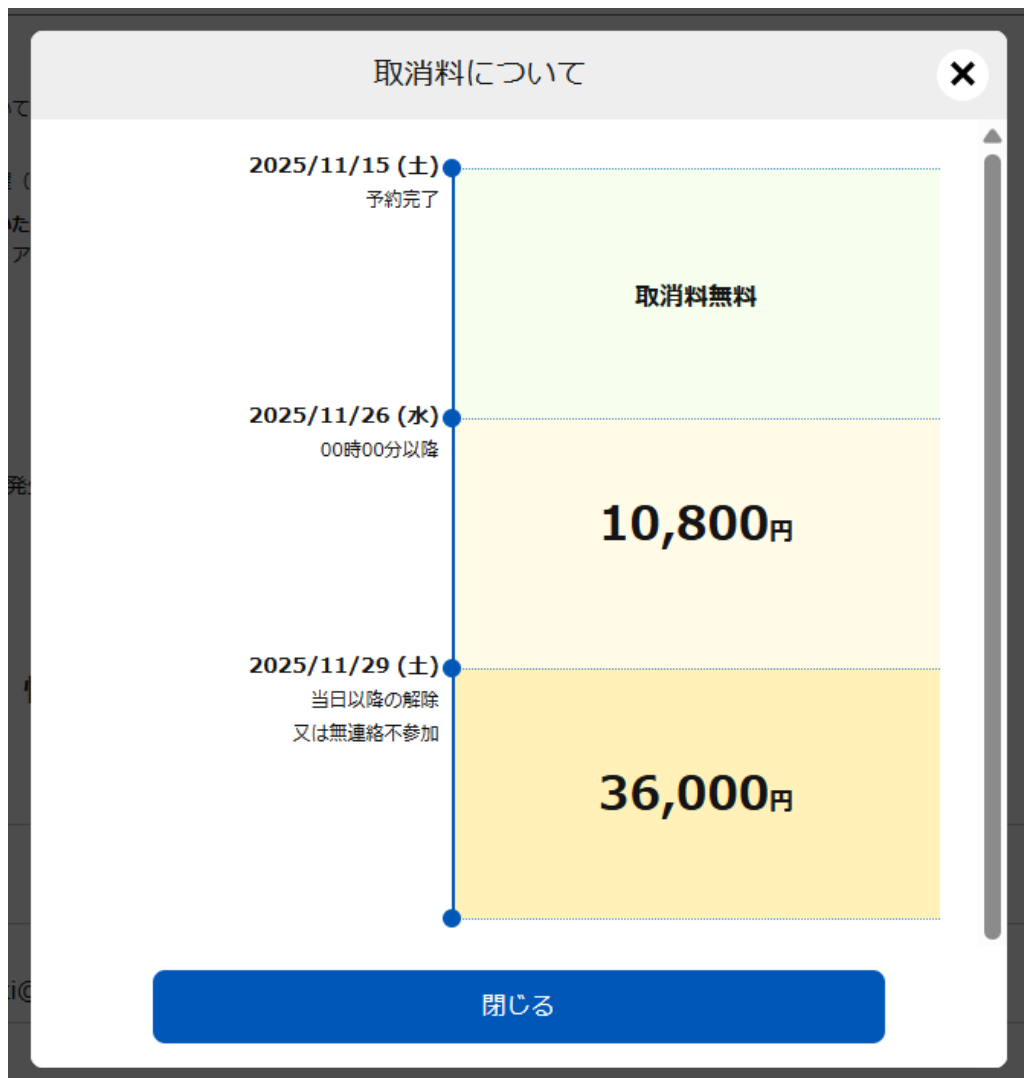 取消料について
2025/11/15 (土)
予約完了
取消料無料
2025/11/26 (水)
00時00分以降
10,800円
2025/11/29 (土)
当日以降の解除
又は無連絡不参加
36,000円
閉じる